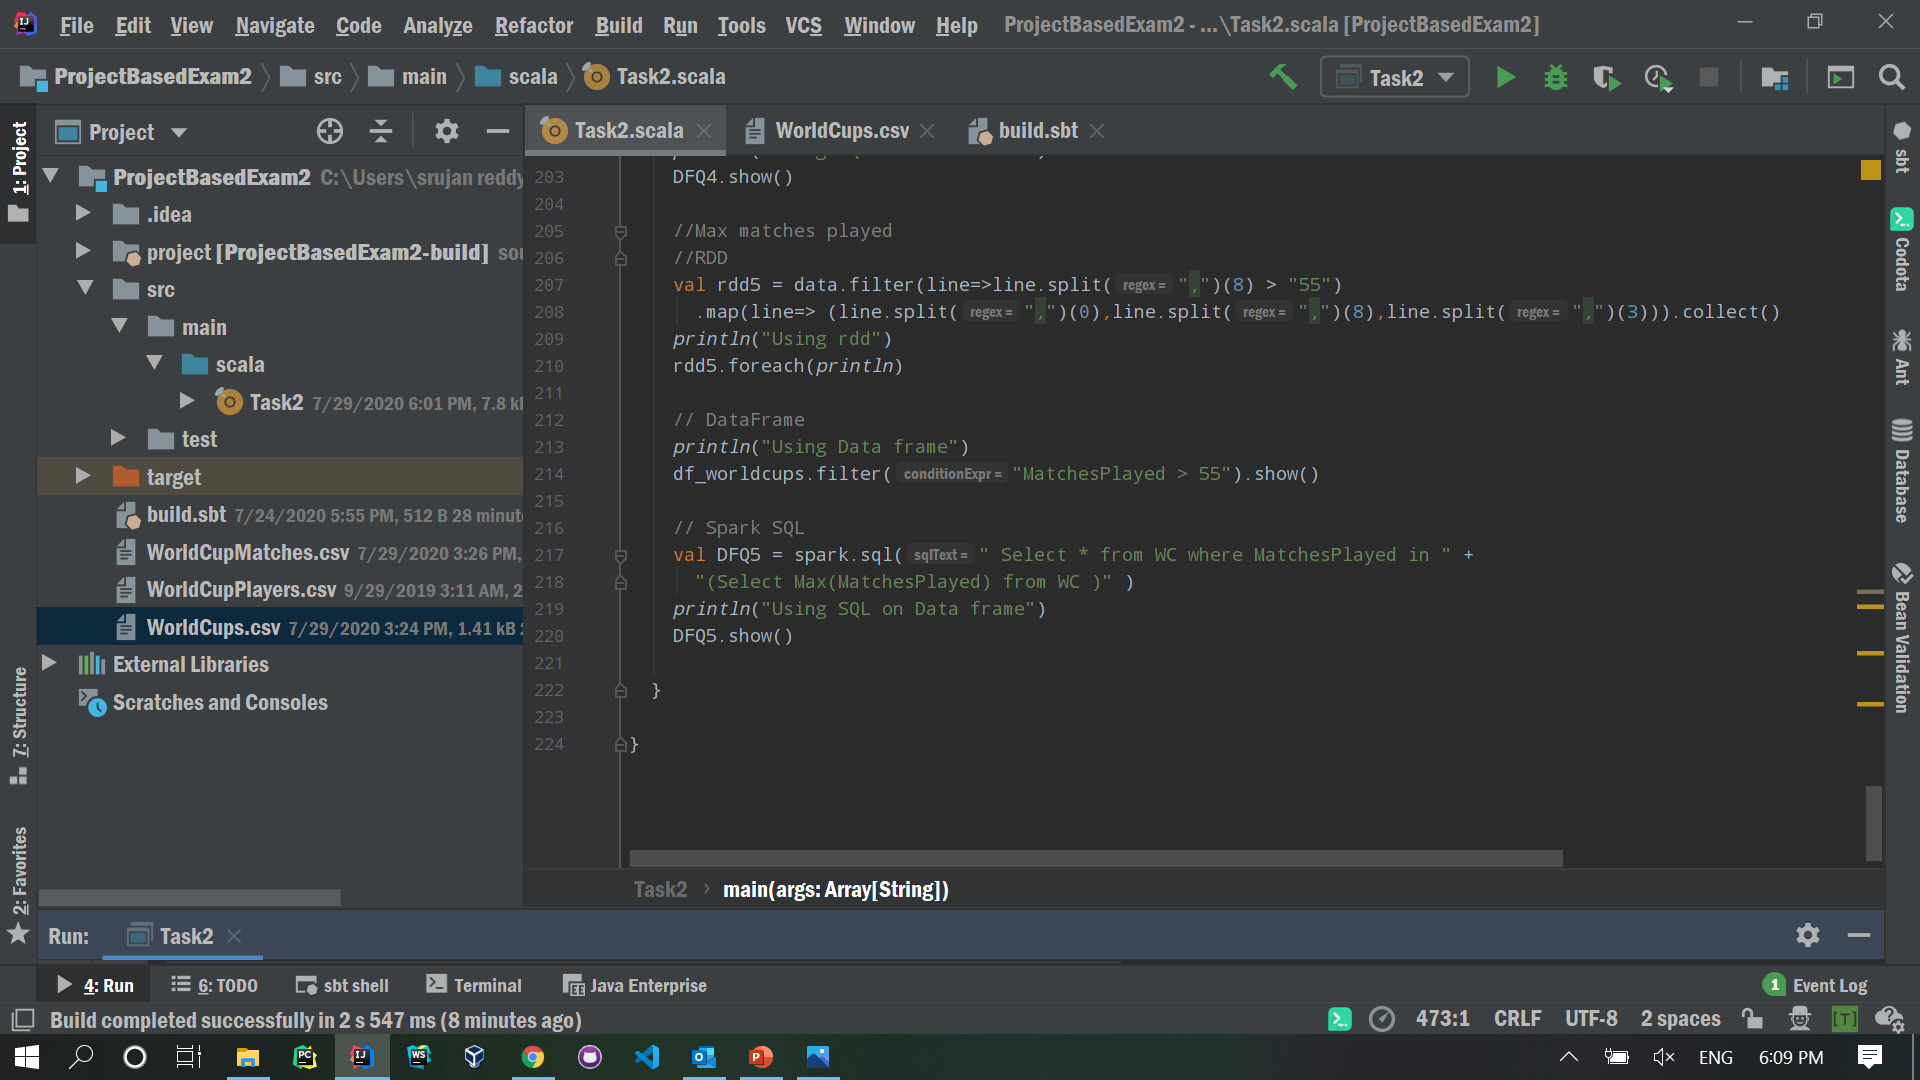 File Edit View Navigate Code Analyze Refactor Build Run Tools VCS Window Help ProjectBasedExam2 - ...\Task2.scala [ProjectBasedExam2]
ProjectBasedExam2 src main scala Task2.scala Task2
1: Project
Project
Task2.scala WorldCups.csv build.sbt
ProjectBasedExam2 C:\Users\srujan reddy
.idea
project [ProjectBasedExam2-build] sou
src
main
scala
Task2 7/29/2020 6:01 PM, 7.8 k
test
target
build.sbt 7/24/2020 5:55 PM, 512 B 28 minut
WorldCupMatches.csv 7/29/2020 3:26 PM,
WorldCupPlayers.csv 9/29/2019 3:11 AM, 2
WorldCups.csv 7/29/2020 3:24 PM, 1.41 kB 2
External Libraries
Scratches and Consoles
7: Structure
2: Favorites
203 DFQ4.show()
204
205 //Max matches played
206 //RDD
207 val rdd5 = data.filter(line=>line.split( regex = ",")(8) > "55")
208 .map(line=> (line.split( regex = ",")(0),line.split( regex = ",")(8),line.split( regex = ",")(3))).collect()
209 println("Using rdd")
210 rdd5.foreach(println)
211
212 // DataFrame
213 println("Using Data frame")
214 df_worldcups.filter( conditionExpr = "MatchesPlayed > 55").show()
215
216 // Spark SQL
217 val DFQ5 = spark.sql( sqlText = " Select * from WC where MatchesPlayed in " +
218 "(Select Max(MatchesPlayed) from WC )" )
219 println("Using SQL on Data frame")
220 DFQ5.show()
221
222 }
223
224 }
Task2 › main(args: Array[String])
sbt
Codota
Ant
Database
Bean Validation
Run: Task2
4: Run 6: TODO sbt shell Terminal Java Enterprise 1 Event Log
Build completed successfully in 2 s 547 ms (8 minutes ago) 473:1 CRLF UTF-8 2 spaces [T]
ENG 6:09 PM